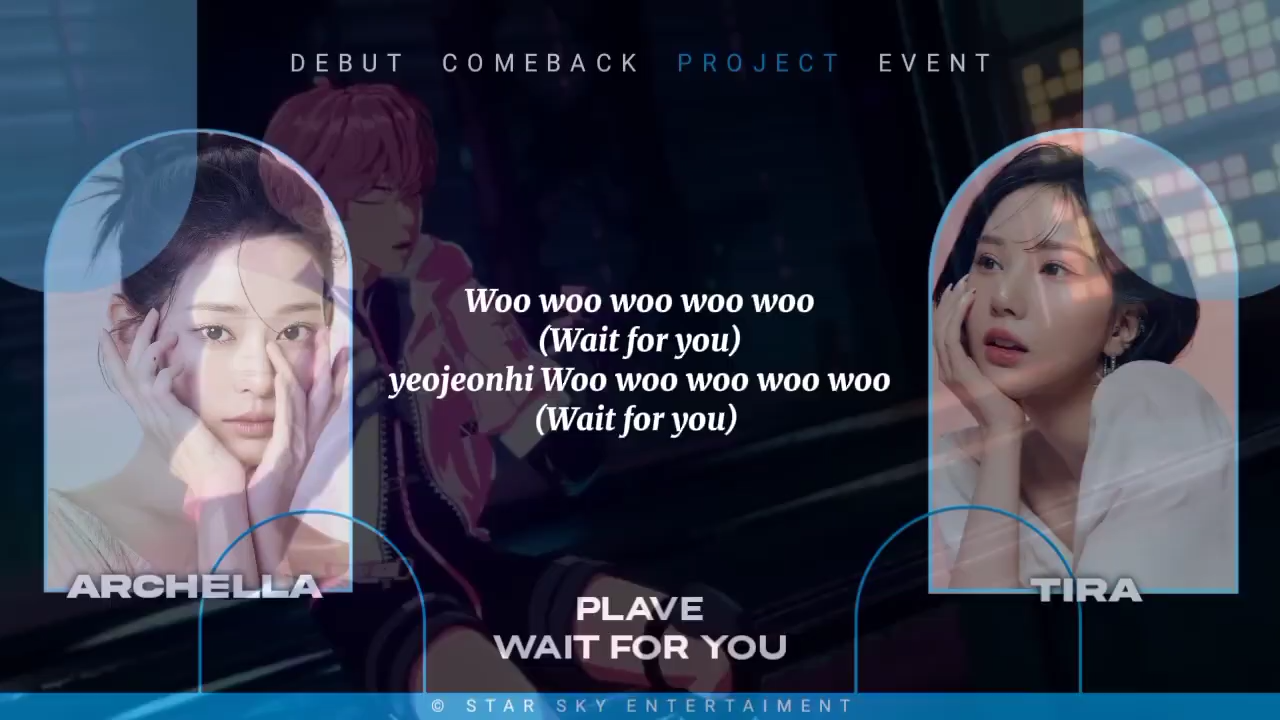 DEBUT COMEBACK PROJECT EVENT
Woo woo woo woo woo
(Wait for you)
yeojeonhi Woo woo woo woo woo
(Wait for you)
ARCHELLA
TIRA
PLAVE
WAIT FOR YOU
© STAR SKY ENTERTAIMENT